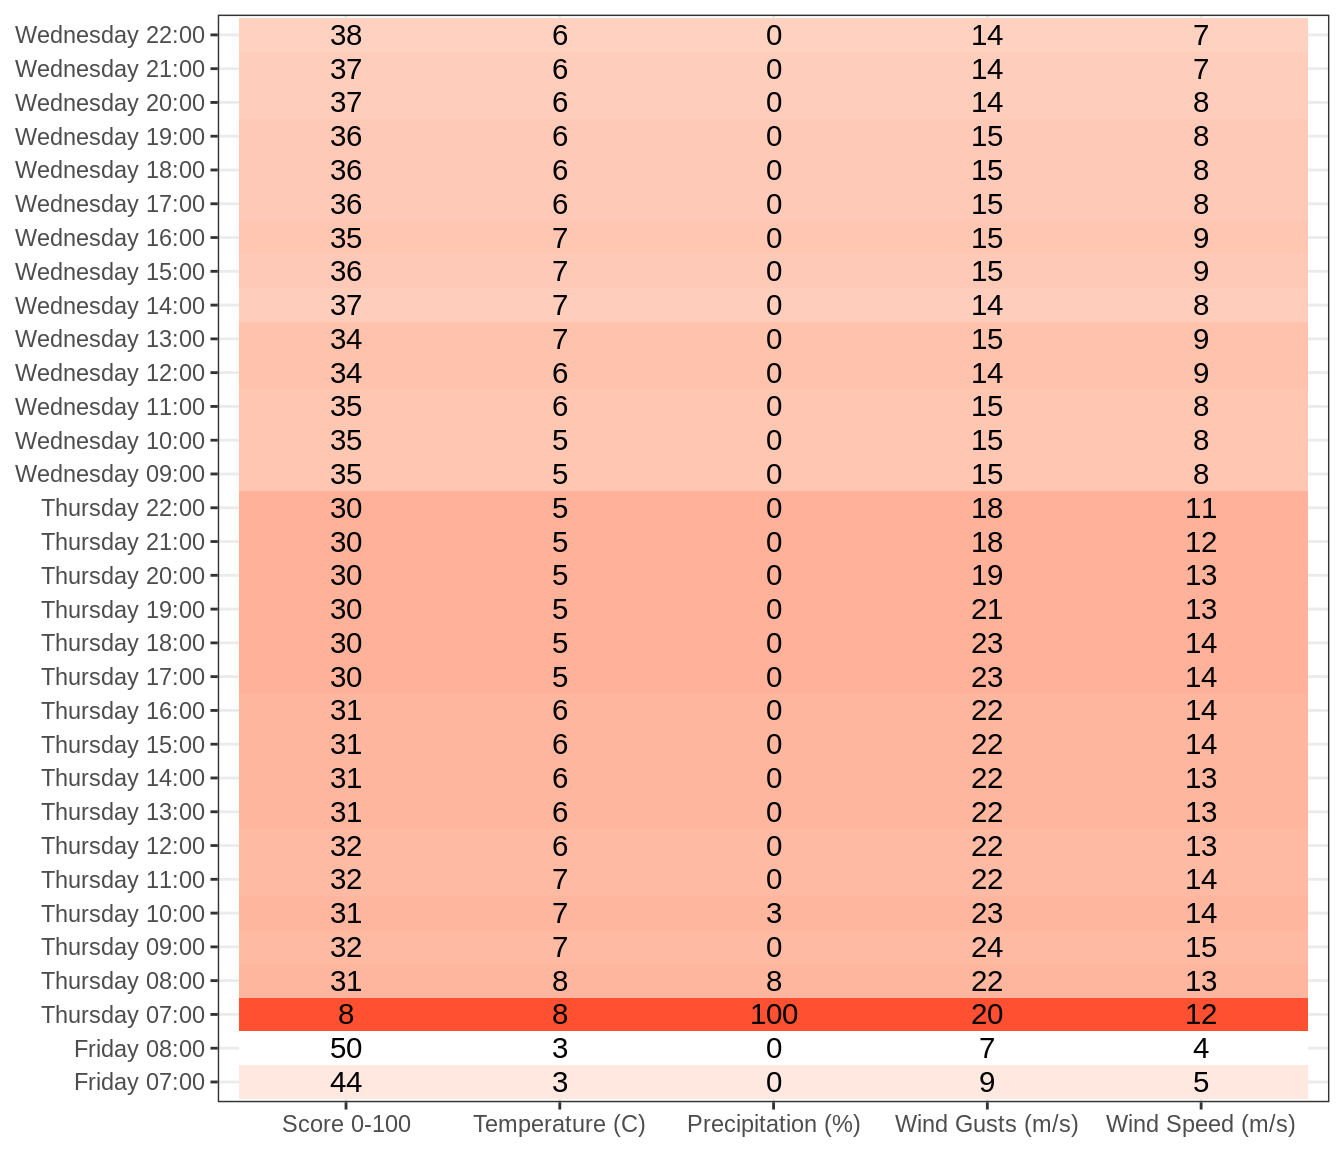 Wednesday 22:00 38 6 0 14 7
Wednesday 21:00 37 6 0 14 7
Wednesday 20:00 37 6 0 14 8
Wednesday 19:00 36 6 0 15 8
Wednesday 18:00 36 6 0 15 8
Wednesday 17:00 36 6 0 15 8
Wednesday 16:00 35 7 0 15 9
Wednesday 15:00 36 7 0 15 9
Wednesday 14:00 37 7 0 14 8
Wednesday 13:00 34 7 0 15 9
Wednesday 12:00 34 6 0 14 9
Wednesday 11:00 35 6 0 15 8
Wednesday 10:00 35 5 0 15 8
Wednesday 09:00 35 5 0 15 8
Thursday 22:00 30 5 0 18 11
Thursday 21:00 30 5 0 18 12
Thursday 20:00 30 5 0 19 13
Thursday 19:00 30 5 0 21 13
Thursday 18:00 30 5 0 23 14
Thursday 17:00 30 5 0 23 14
Thursday 16:00 31 6 0 22 14
Thursday 15:00 31 6 0 22 14
Thursday 14:00 31 6 0 22 13
Thursday 13:00 31 6 0 22 13
Thursday 12:00 32 6 0 22 13
Thursday 11:00 32 7 0 22 14
Thursday 10:00 31 7 3 23 14
Thursday 09:00 32 7 0 24 15
Thursday 08:00 31 8 8 22 13
Thursday 07:00 8 8 100 20 12
Friday 08:00 50 3 0 7 4
Friday 07:00 44 3 0 9 5
Score 0-100 Temperature (C) Precipitation (%) Wind Gusts (m/s) Wind Speed (m/s)